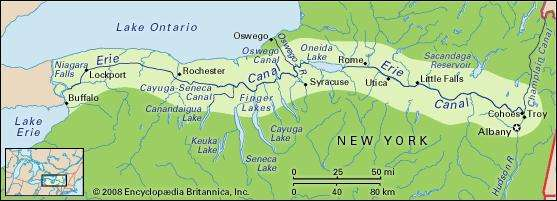 Lake Ontario
Oswego
Oswego
Canal
Oswego R.
Oneida
Lake
Rome
Sacandaga
Reservoir
Champlain Canal
Niagara
Falls
Erie
Lockport
Rochester
Canal
Syracuse
Utica
Erie
Little Falls
Canal
Buffalo
Cayuga-Seneca
Canal
Canandaigua
Lake
Finger
Lakes
Cohoes
Troy
Albany
Lake
Erie
Keuka
Lake
Cayuga
Lake
Seneca
Lake
NEW YORK
Hudson R.
0 25 50 mi
0 40 80 km
© 2008 Encyclopædia Britannica, Inc.